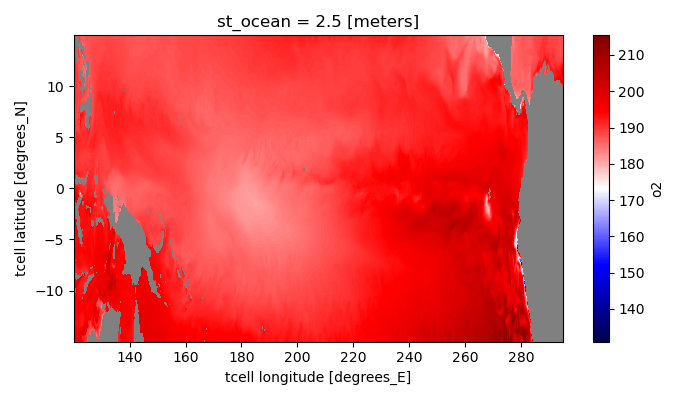 st_ocean = 2.5 [meters]
tcell latitude [degrees_N]
10
5
0
−5
−10
140 160 180 200 220 240 260 280
tcell longitude [degrees_E]
210
200
190
180
170
160
150
140
o2